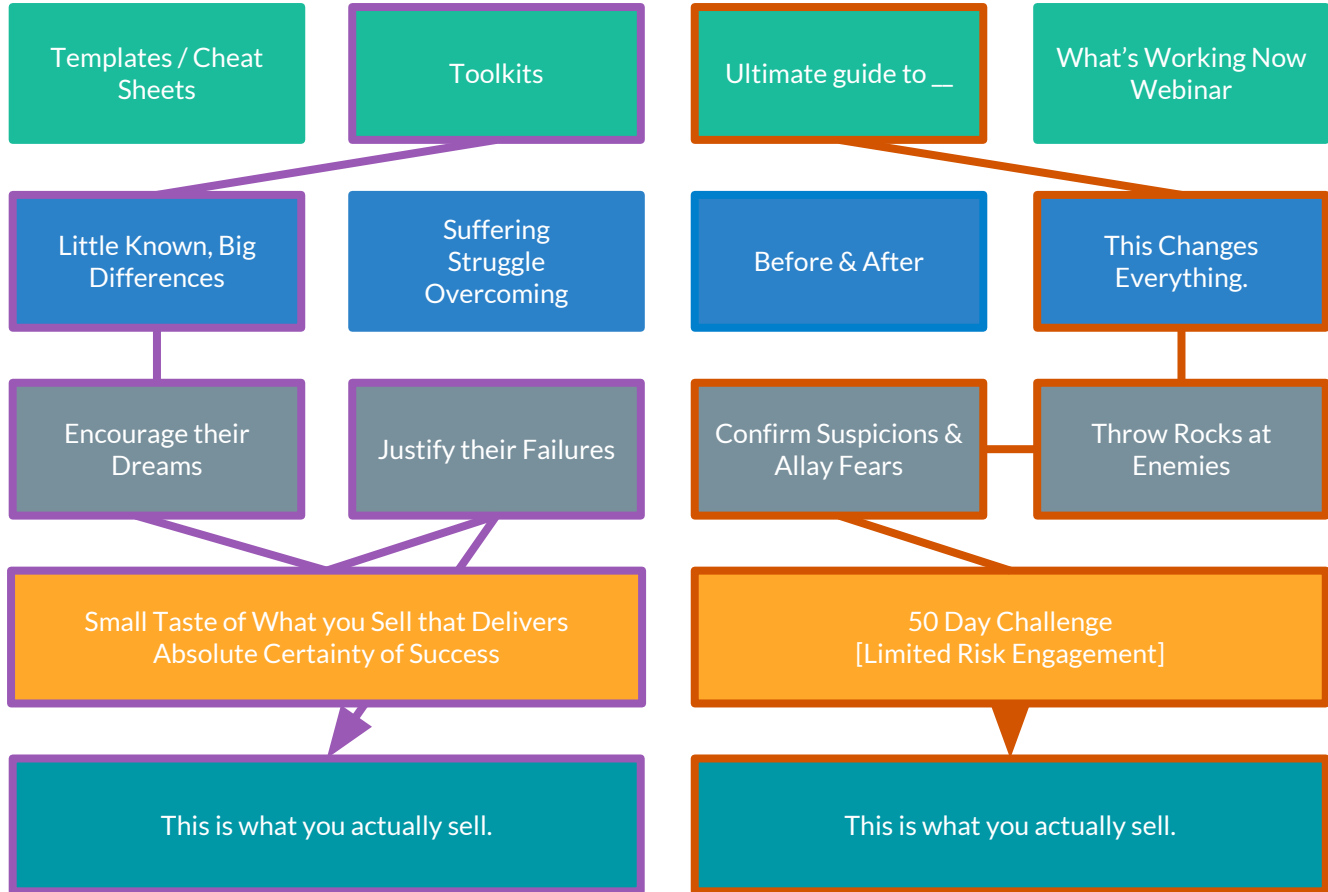 Templates / Cheat
Sheets
Toolkits
Ultimate guide to __
What’s Working Now
Webinar
Little Known, Big
Differences
Suffering
Struggle
Overcoming
Before & After
This Changes
Everything.
Encourage their
Dreams
Justify their Failures
Confirm Suspicions &
Allay Fears
Throw Rocks at
Enemies
Small Taste of What you Sell that Delivers
Absolute Certainty of Success
50 Day Challenge
[Limited Risk Engagement]
This is what you actually sell.
This is what you actually sell.